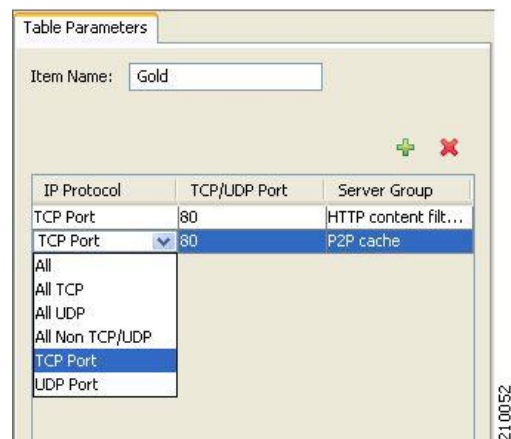 Table Parameters
Item Name: Gold
IP Protocol TCP/UDP Port Server Group
TCP Port 80 HTTP content filt...
TCP Port 80 P2P cache
All
All TCP
All UDP
All Non TCP/UDP
TCP Port
UDP Port
210052